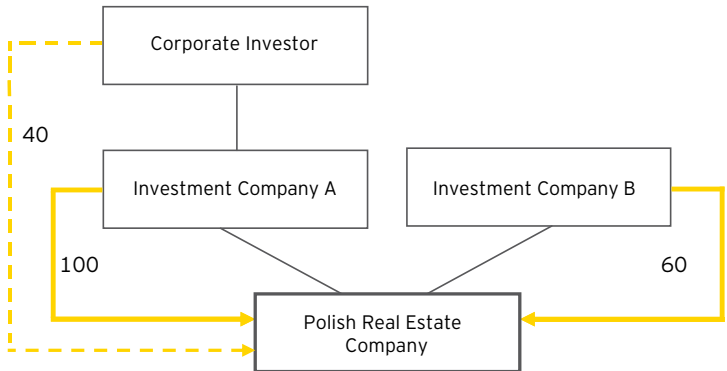 Corporate Investor
40
Investment Company A
Investment Company B
100
60
Polish Real Estate
Company